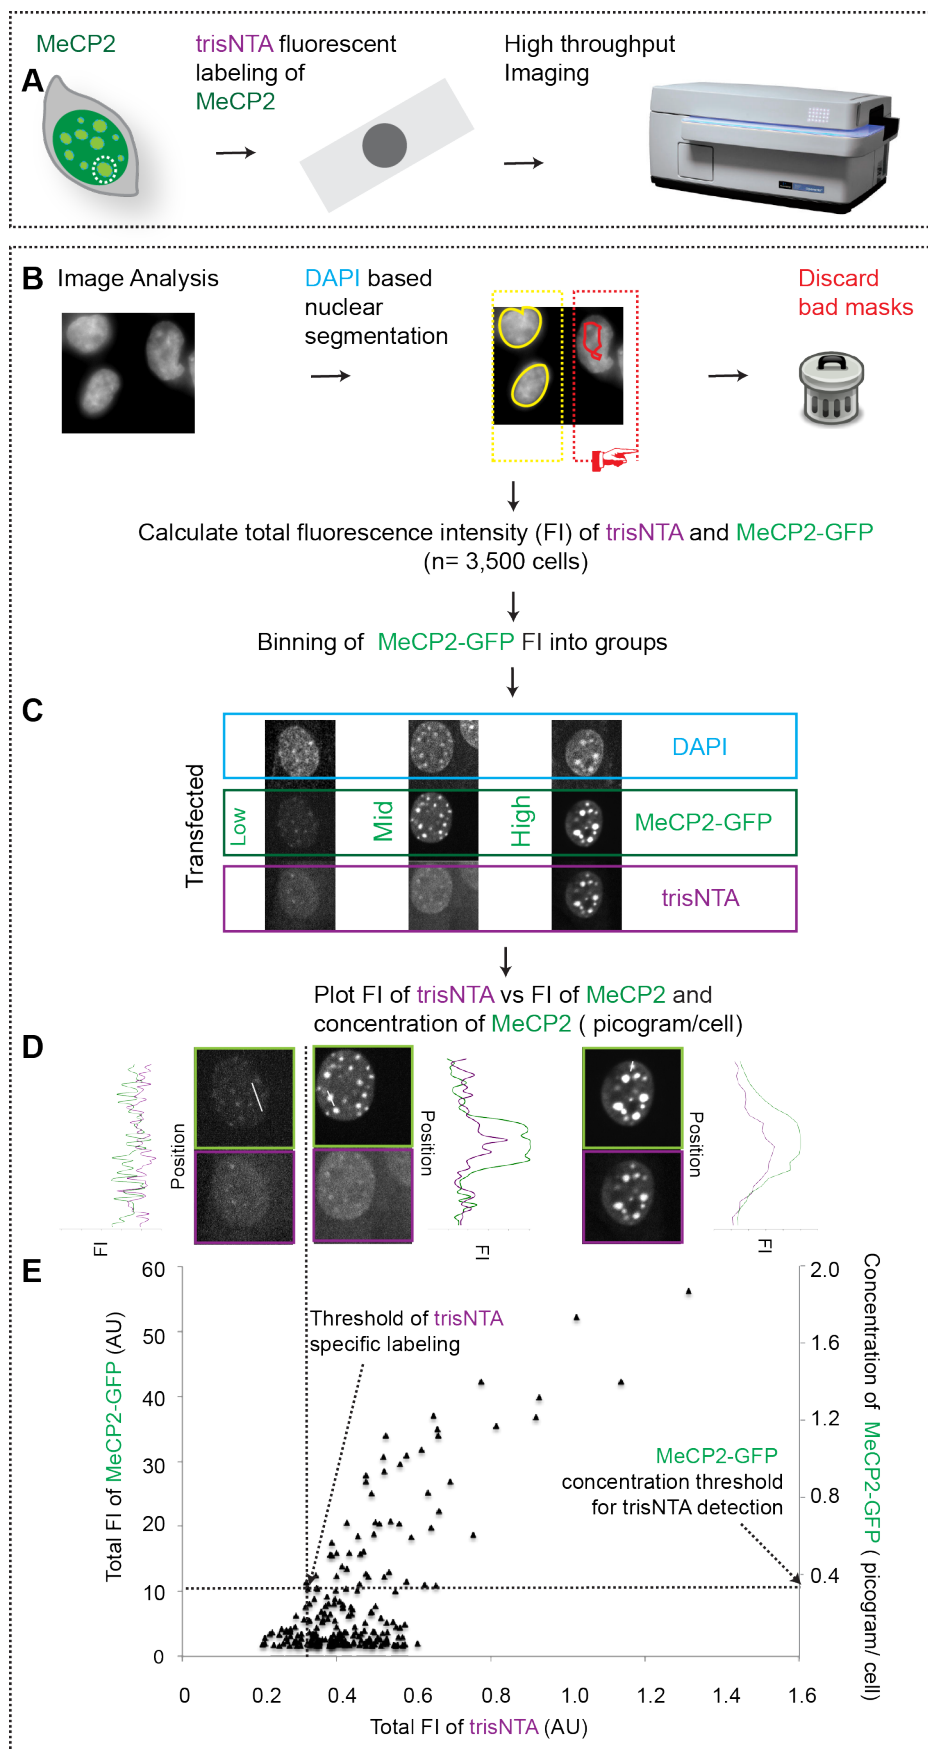 MeCP2
trisNTA fluorescent
labeling of
MeCP2
High throughput
Imaging
A
B
Image Analysis
DAPI based
nuclear
segmentation
Discard
bad masks
Calculate total fluorescence intensity (FI) of trisNTA and MeCP2-GFP
(n= 3,500 cells)
Binning of MeCP2-GFP FI into groups
C
Transfected
Low
Mid
High
DAPI
MeCP2-GFP
trisNTA
Plot FI of trisNTA vs FI of MeCP2 and
concentration of MeCP2 ( picogram/cell)
D
FI
Position
Position
FI
Position
FI
E
Total FI of MeCP2-GFP (AU)
60
50
40
30
20
10
0
Threshold of trisNTA
specific labeling
MeCP2-GFP
concentration threshold
for trisNTA detection
2.0
1.6
1.2
0.8
0.4
Concentration of MeCP2-GFP ( picogram/ cell)
0 0.2 0.4 0.6 0.8 1.0 1.2 1.4 1.6
Total FI of trisNTA (AU)